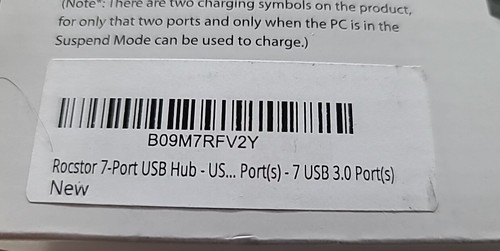 (Note*: There are two charging symbols on the product,
for only that two ports and only when the PC is in the
Suspend Mode can be used to charge.)
B09M7RFV2Y
Rocstor 7-Port USB Hub - US... Port(s) - 7 USB 3.0 Port(s)
New